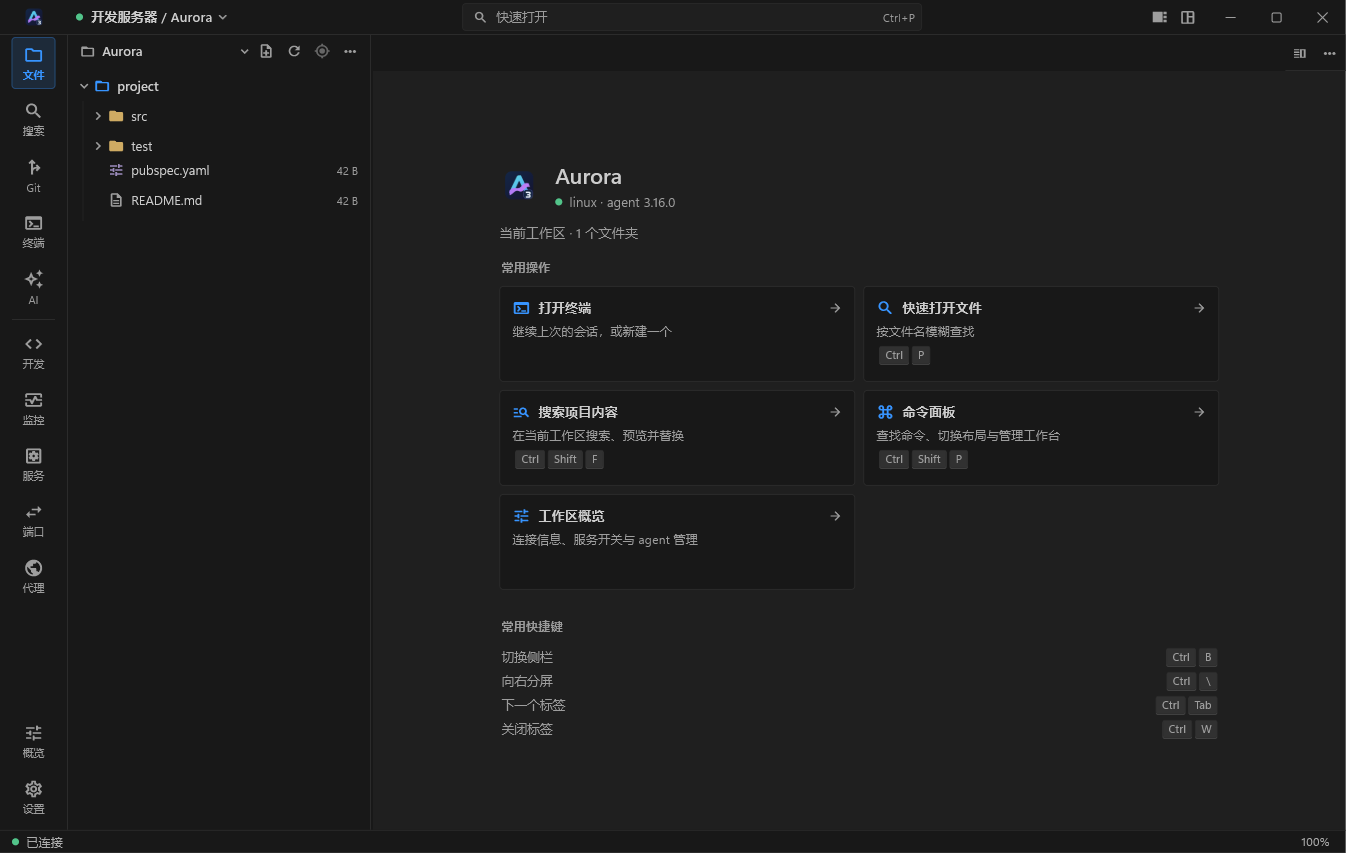 开发服务器 / Aurora
快速打开
Ctrl+P
文件
搜索
Git
终端
AI
开发
监控
服务
端口
代理
概览
设置
Aurora
project
src
test
pubspec.yaml 42 B
README.md 42 B
Aurora
linux · agent 3.16.0
当前工作区 · 1 个文件夹
常用操作
打开终端
继续上次的会话，或新建一个
快速打开文件
按文件名模糊查找
Ctrl P
搜索项目内容
在当前工作区搜索、预览并替换
Ctrl Shift F
命令面板
查找命令、切换布局与管理工作台
Ctrl Shift P
工作区概览
连接信息、服务开关与 agent 管理
常用快捷键
切换侧栏 Ctrl B
向右分屏 Ctrl \
下一个标签 Ctrl Tab
关闭标签 Ctrl W
已连接
100%